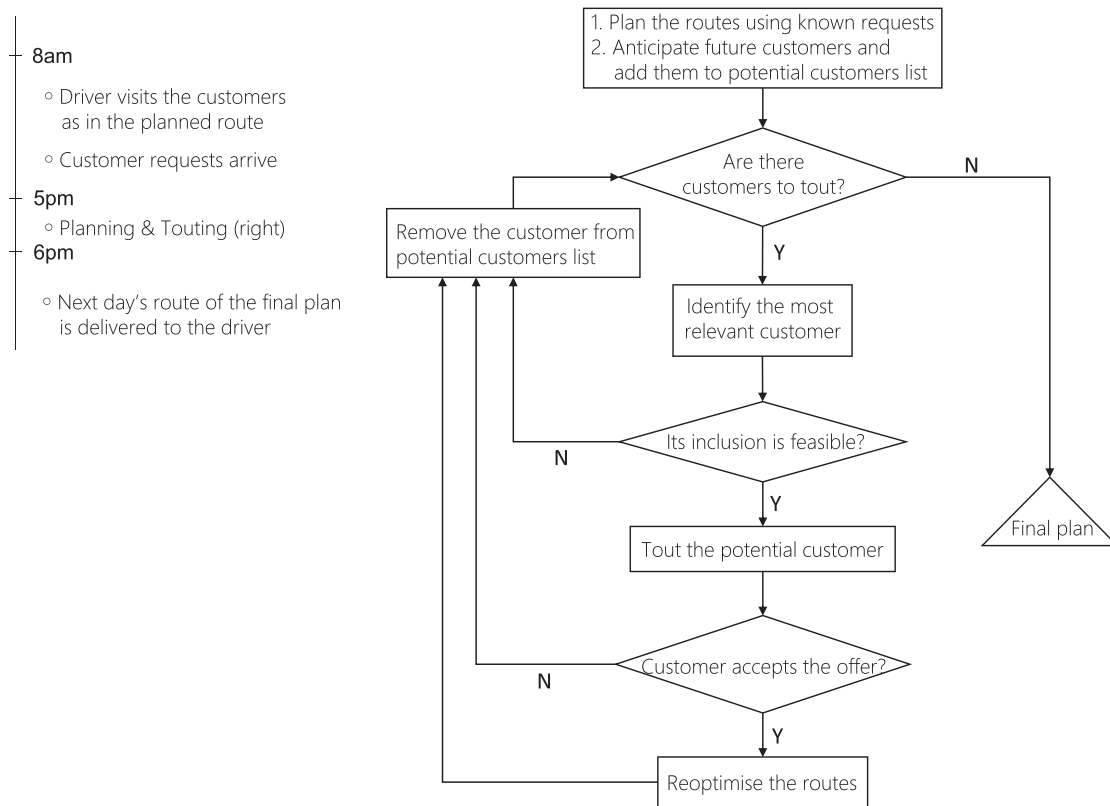 8am
○ Driver visits the customers
as in the planned route
○ Customer requests arrive
5pm
○ Planning & Touting (right)
6pm
○ Next day's route of the final plan
is delivered to the driver
1. Plan the routes using known requests
2. Anticipate future customers and
add them to potential customers list
Are there
customers to tout?
N
Y
Remove the customer from
potential customers list
Identify the most
relevant customer
Its inclusion is feasible?
N
Y
Tout the potential customer
Final plan
Customer accepts the offer?
N
Y
Reoptimise the routes